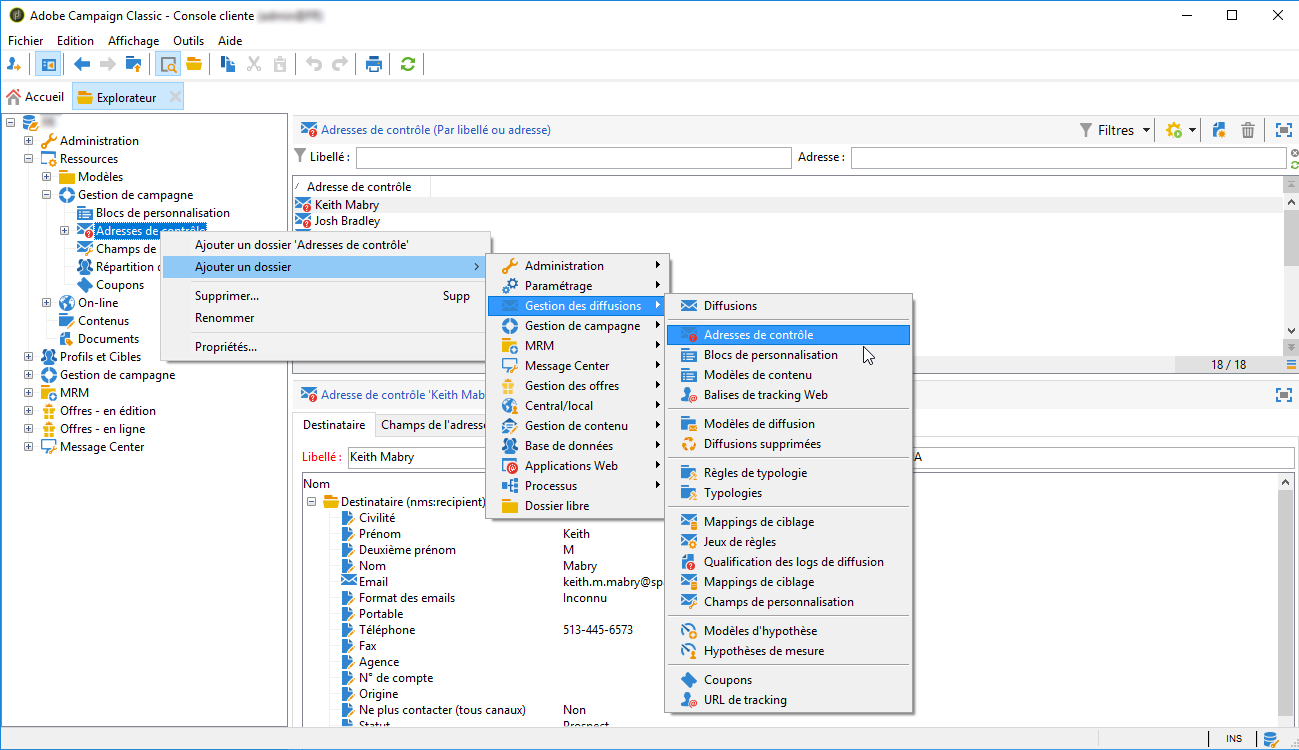 Adobe Campaign Classic - Console cliente
Fichier Edition Affichage Outils Aide
Accueil Explorateur
Administration
Ressources
Modèles
Gestion de campagne
Blocs de personnalisation
Adresses de contrôle
Champs de
Répartition
Coupons
On-line
Contenus
Documents
Profils et Cibles
Gestion de campagne
MRM
Offres - en édition
Offres - en ligne
Message Center
Adresses de contrôle (Par libellé ou adresse)
Filtres
Libellé :
Adresse :
Adresse de contrôle
Keith Mabry
Josh Bradley
18 / 18
Ajouter un dossier 'Adresses de contrôle'
Ajouter un dossier
Supprimer... Supp
Renommer
Propriétés...
Administration
Paramétrage
Gestion des diffusions
Gestion de campagne
MRM
Message Center
Gestion des offres
Central/local
Gestion de contenu
Base de données
Applications Web
Processus
Dossier libre
Diffusions
Adresses de contrôle
Blocs de personnalisation
Modèles de contenu
Balises de tracking Web
Modèles de diffusion
Diffusions supprimées
Règles de typologie
Typologies
Mappings de ciblage
Jeux de règles
Qualification des logs de diffusion
Mappings de ciblage
Champs de personnalisation
Modèles d'hypothèse
Hypothèses de mesure
Coupons
URL de tracking
Adresse de contrôle 'Keith Mab
Destinataire Champs de l'adresse
Libellé : Keith Mabry A
Nom
Destinataire (nms:recipient)
Civilité
Prénom Keith
Deuxième prénom M
Nom Mabry
Email keith.m.mabry@sp
Format des emails Inconnu
Portable
Téléphone 513-445-6573
Fax
Agence
N° de compte
Origine
Ne plus contacter (tous canaux) Non
Statut Prospect
INS